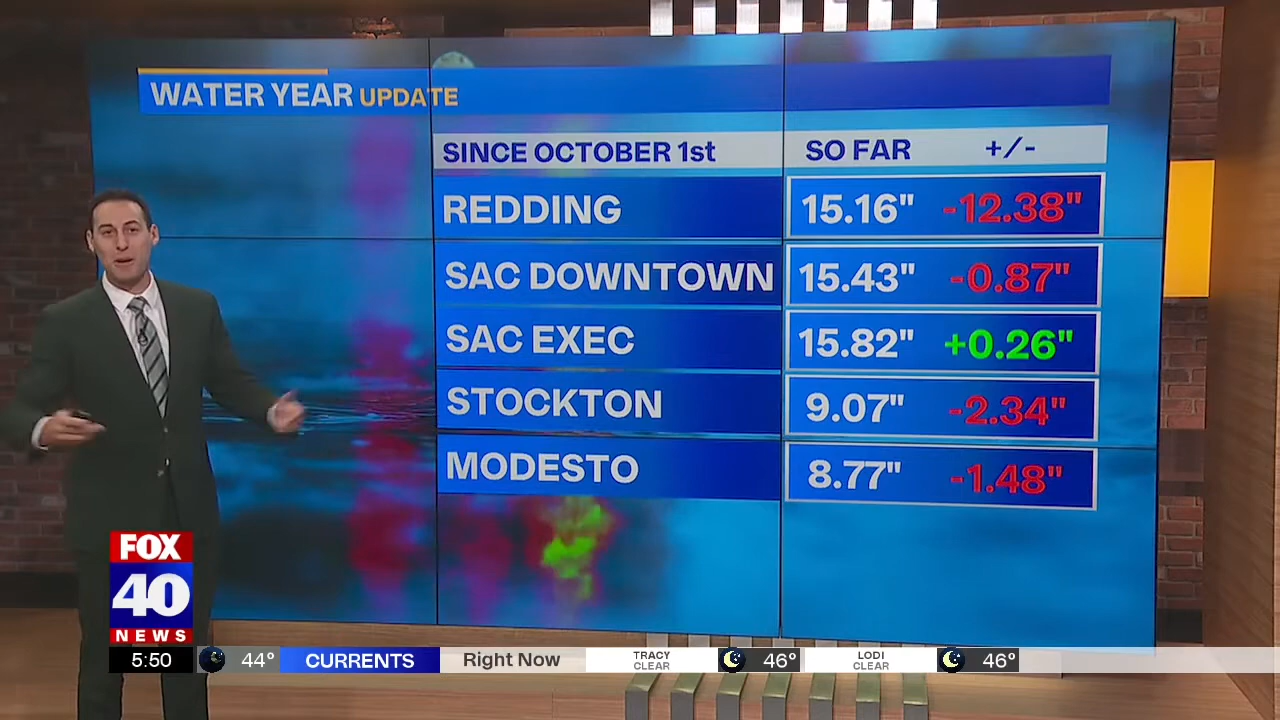 WATER YEAR UPDATE
SINCE OCTOBER 1st SO FAR +/-
REDDING 15.16" -12.38"
SAC DOWNTOWN 15.43" -0.87"
SAC EXEC 15.82" +0.26"
STOCKTON 9.07" -2.34"
MODESTO 8.77" -1.48"
FOX
40
NEWS
5:50 44° CURRENTS Right Now TRACY CLEAR 46° LODI CLEAR 46°